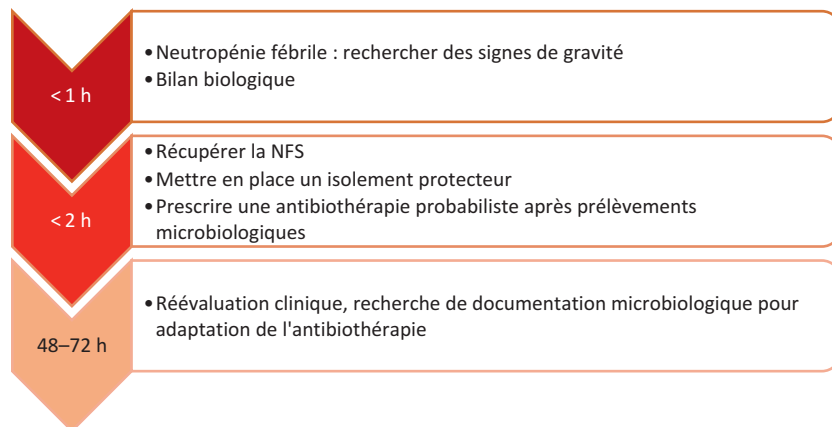 < 1 h
•Neutropénie fébrile : rechercher des signes de gravité
•Bilan biologique
< 2 h
•Récupérer la NFS
•Mettre en place un isolement protecteur
•Prescrire une antibiothérapie probabiliste après prélèvements
microbiologiques
48–72 h
•Réévaluation clinique, recherche de documentation microbiologique pour
adaptation de l'antibiothérapie